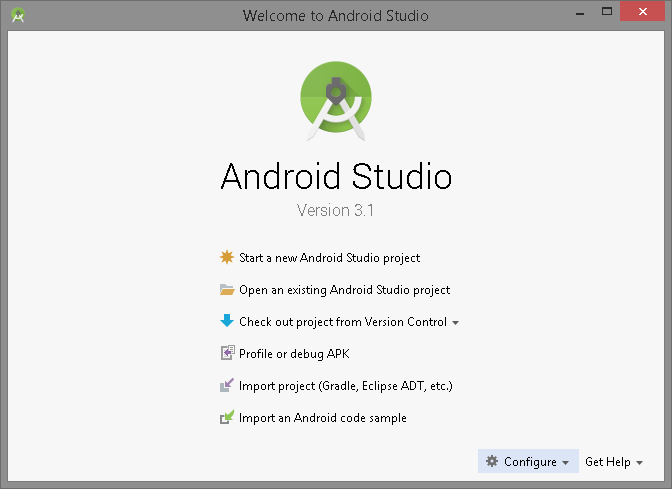 Welcome to Android Studio
Android Studio
Version 3.1
Start a new Android Studio project
Open an existing Android Studio project
Check out project from Version Control
Profile or debug APK
Import project (Gradle, Eclipse ADT, etc.)
Import an Android code sample
Configure Get Help